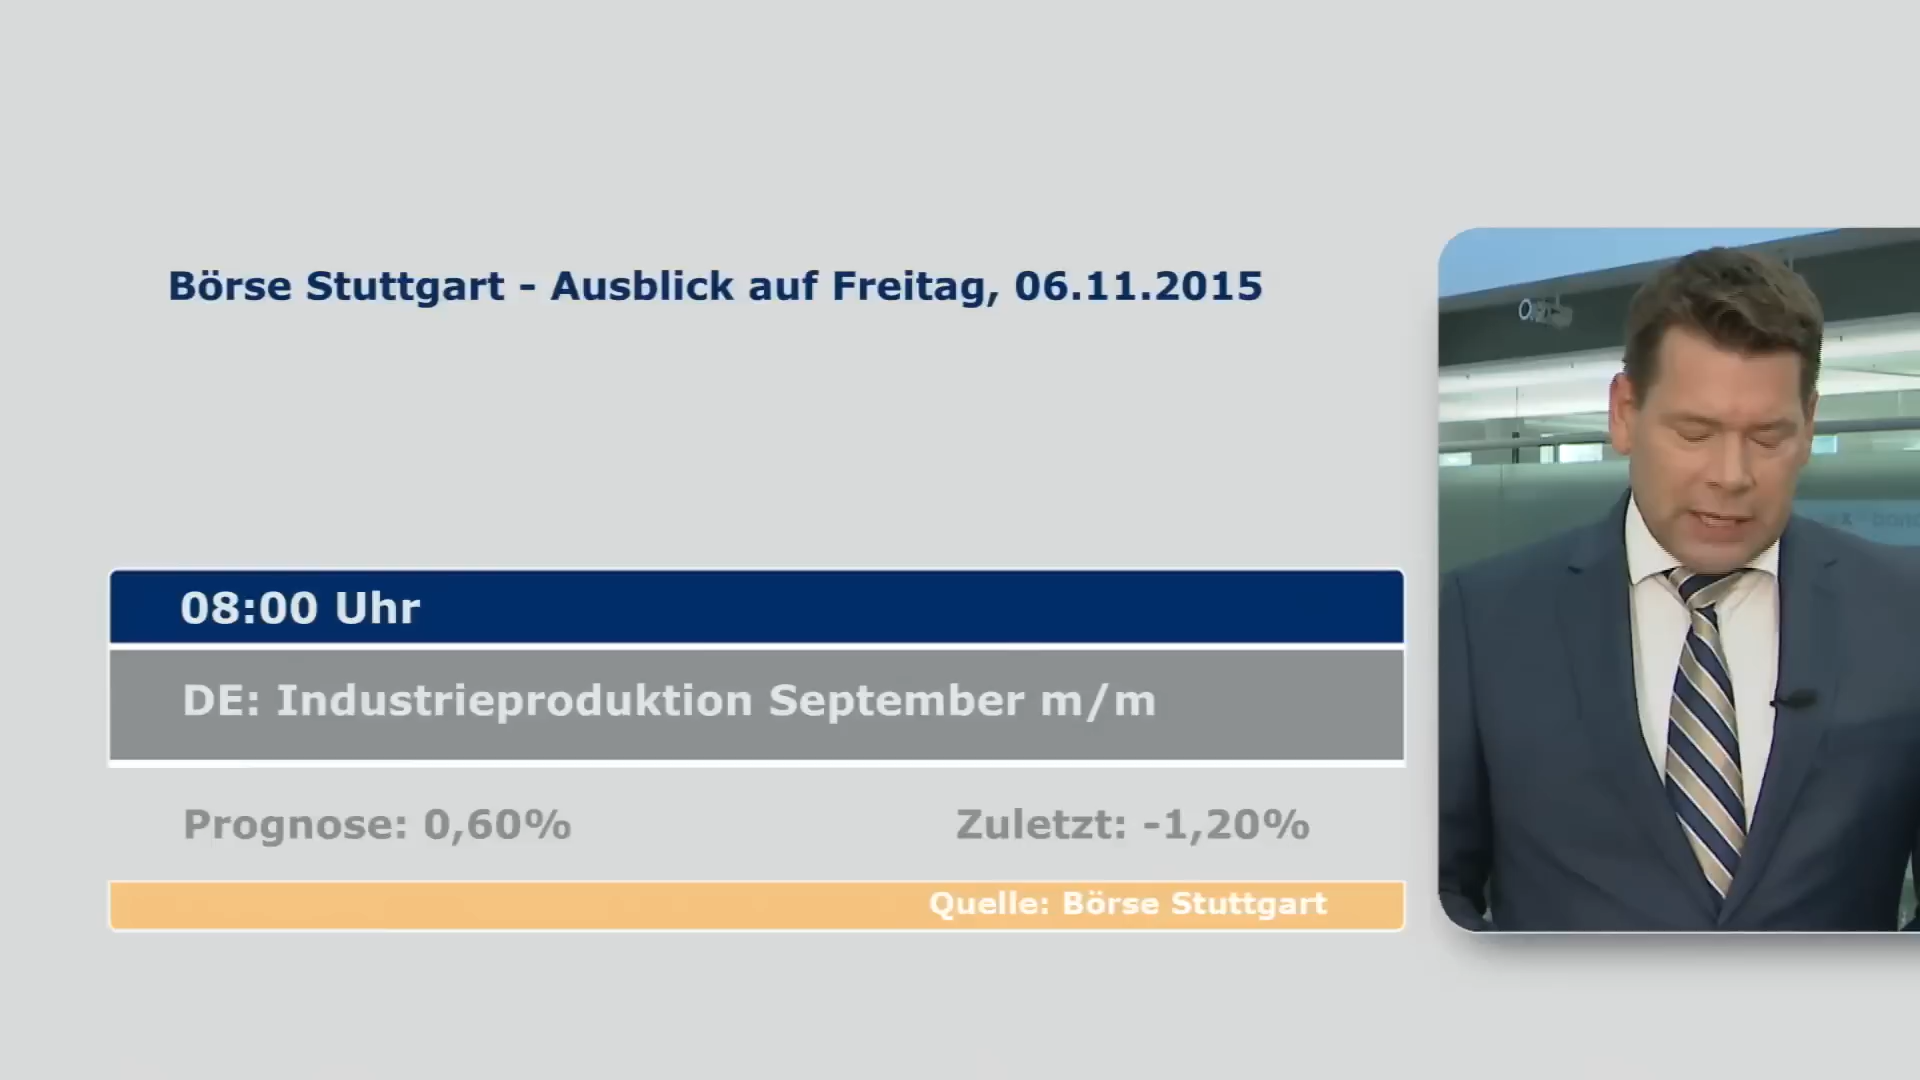 Börse Stuttgart - Ausblick auf Freitag, 06.11.2015
08:00 Uhr
DE: Industrieproduktion September m/m
Prognose: 0,60% Zuletzt: -1,20%
Quelle: Börse Stuttgart